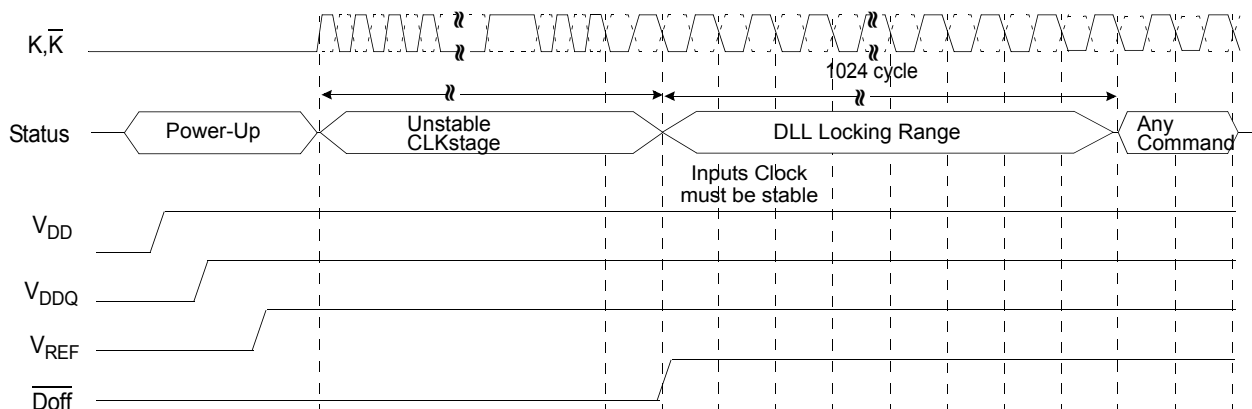 K,K̅
1024 cycle
Status
Power-Up
Unstable
CLKstage
DLL Locking Range
Any
Command
Inputs Clock
must be stable
VDD
VDDQ
VREF
D̅o̅f̅f̅